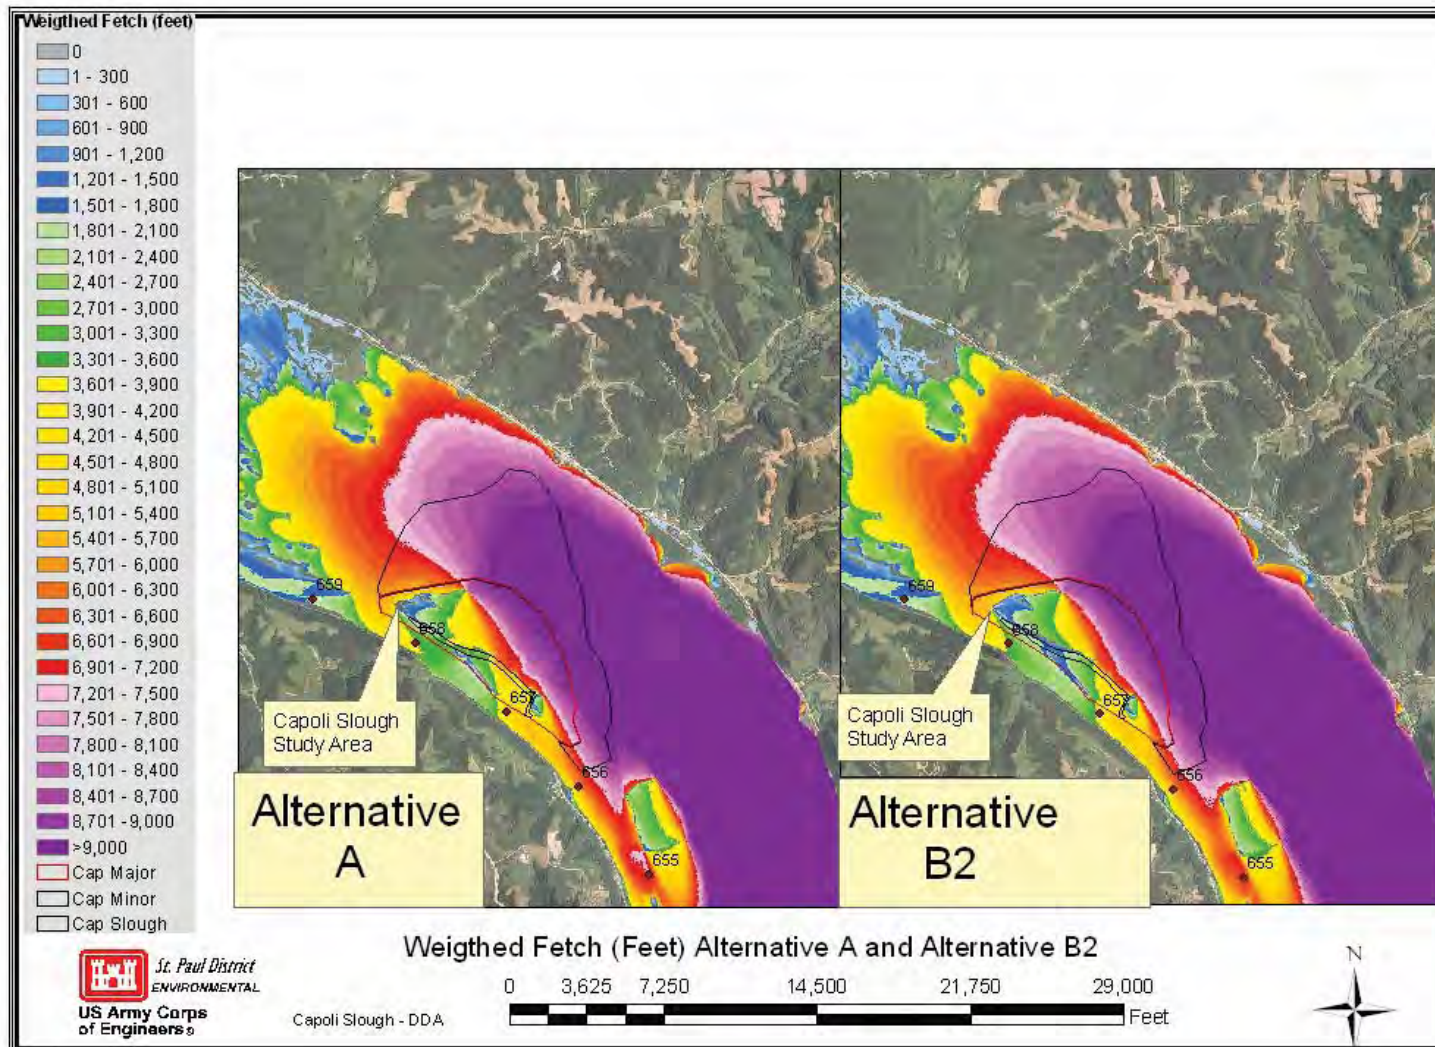 Weigthed Fetch (feet)
0
1 - 300
301 - 600
601 - 900
901 - 1,200
1,201 - 1,500
1,501 - 1,800
1,801 - 2,100
2,101 - 2,400
2,401 - 2,700
2,701 - 3,000
3,001 - 3,300
3,301 - 3,600
3,601 - 3,900
3,901 - 4,200
4,201 - 4,500
4,501 - 4,800
4,801 - 5,100
5,101 - 5,400
5,401 - 5,700
5,701 - 6,000
6,001 - 6,300
6,301 - 6,600
6,601 - 6,900
6,901 - 7,200
7,201 - 7,500
7,501 - 7,800
7,800 - 8,100
8,101 - 8,400
8,401 - 8,700
8,701 -9,000
>9,000
Cap Major
Cap Minor
Cap Slough
659
658
657
656
655
Capoli Slough
Study Area
Alternative
A
659
658
657
656
655
Capoli Slough
Study Area
Alternative
B2
Weigthed Fetch (Feet) Alternative A and Alternative B2
0 3,625 7,250 14,500 21,750 29,000
Feet
N
St. Paul District
ENVIRONMENTAL
US Army Corps
of Engineers®
Capoli Slough - DDA